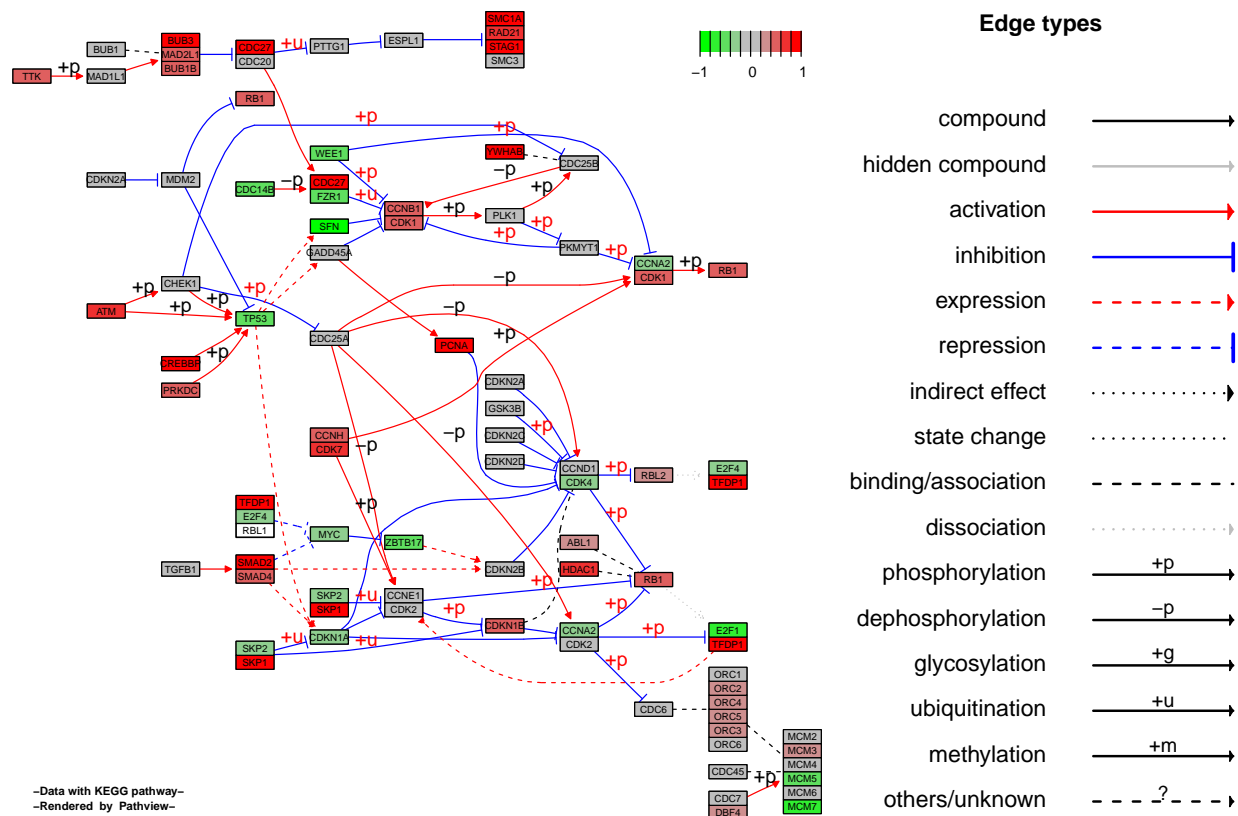 SMC1A
RAD21
STAG1
SMC3
BUB3
MAD2L1
BUB1B
BUB1
CDC27
CDC20
+u
PTTG1
ESPL1
TTK
+p
MAD1L1
RB1
+p
WEE1
+p
YWHAB
CDC25B
CDKN2A
MDM2
CDC14B
−p
CDC27
FZR1
+p
+u
−p
+p
CCNB1
CDK1
+p
PLK1
+p
SFN
GADD45A
+p
PKMYT1
+p
CCNA2
CDK1
+p
RB1
CHEK1
−p
+p
+p
+p
ATM
+p
TP53
−p
CDC25A
PCNA
+p
CREBBP
+p
PRKDC
CDKN2A
GSK3B
+p
CDKN2C
CDKN2D
CCNH
CDK7
−p
−p
CCND1
CDK4
+p
RBL2
E2F4
TFDP1
+p
+p
TFDP1
E2F4
RBL1
MYC
ZBTB17
ABL1
TGFB1
SMAD2
SMAD4
CDKN2B
HDAC1
RB1
+p
SKP2
SKP1
+u
CCNE1
CDK2
+p
+p
CDKN1B
CDKN1A
+u
+u
SKP2
SKP1
CCNA2
CDK2
+p
E2F1
TFDP1
+p
CDC6
ORC1
ORC2
ORC4
ORC5
ORC3
ORC6
CDC45
MCM2
MCM3
MCM4
MCM5
MCM6
MCM7
+p
CDC7
DBF4
−1
0
1
Edge types
compound
hidden compound
activation
inhibition
expression
repression
indirect effect
state change
binding/association
dissociation
phosphorylation
+p
dephosphorylation
−p
glycosylation
+g
ubiquitination
+u
methylation
+m
others/unknown
?
−Data with KEGG pathway−
−Rendered by Pathview−